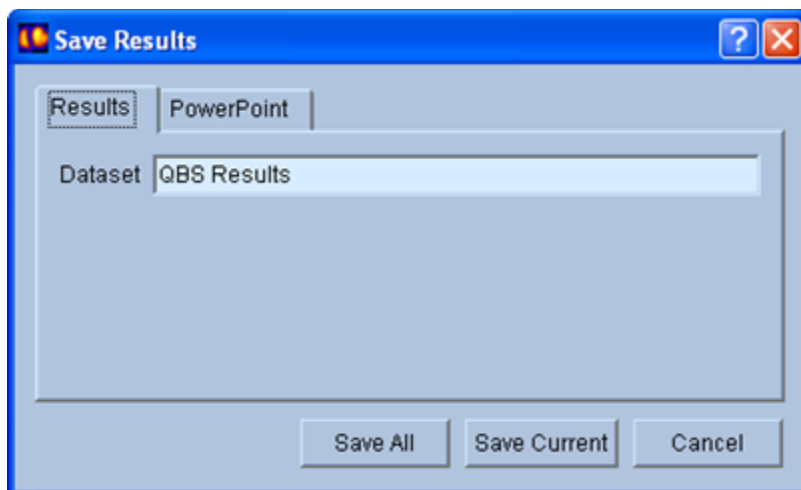 Save Results
?
Results PowerPoint
Dataset QBS Results
Save All Save Current Cancel